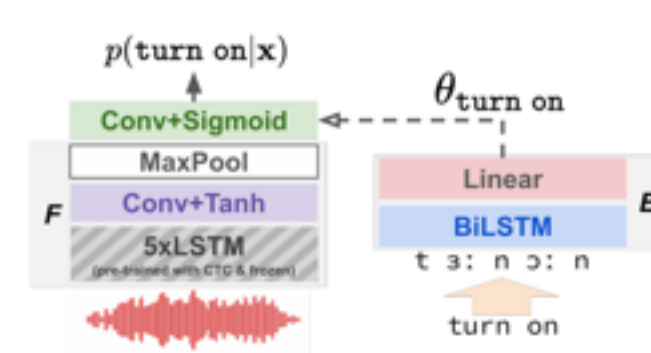 p(turn on|x)
θ turn on
Conv+Sigmoid
MaxPool
Conv+Tanh
F
5xLSTM
(pre-trained with CTC & frozen)
Linear
BiLSTM
t ɜː n ɔː n
turn on